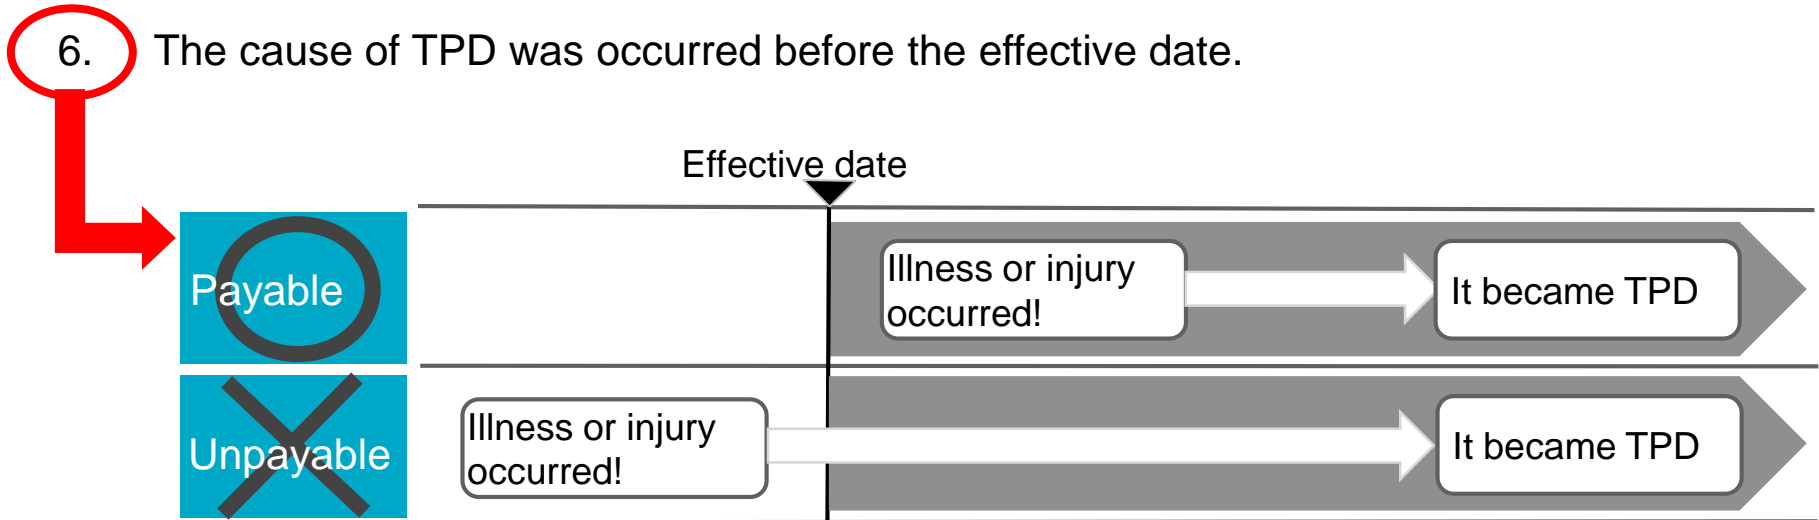 6. The cause of TPD was occurred before the effective date.
Effective date
Payable
Illness or injury
occurred!
It became TPD
Unpayable
Illness or injury
occurred!
It became TPD